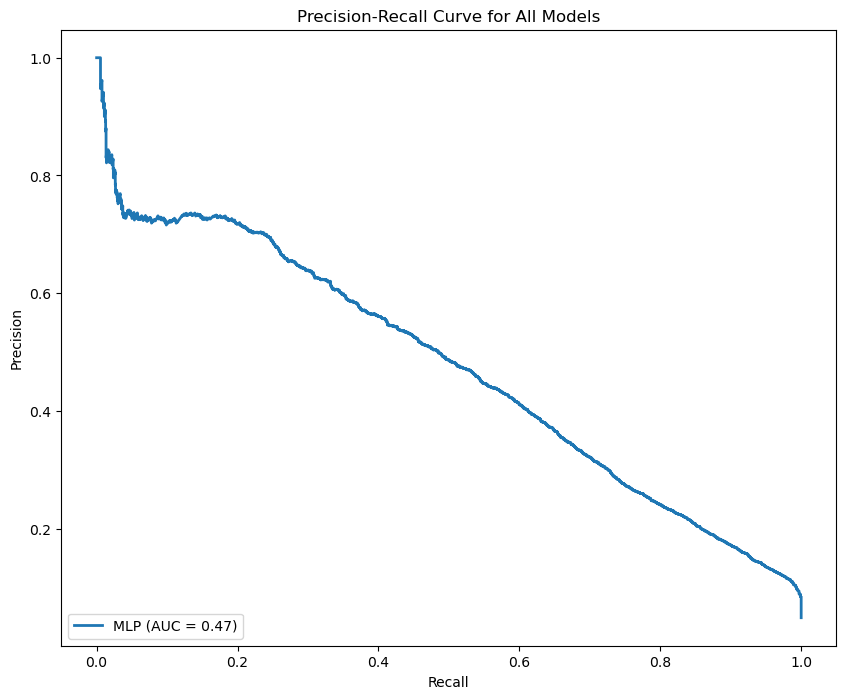 Precision-Recall Curve for All Models
1.0
0.8
0.6
0.4
0.2
Precision
MLP (AUC = 0.47)
0.0 0.2 0.4 0.6 0.8 1.0
Recall